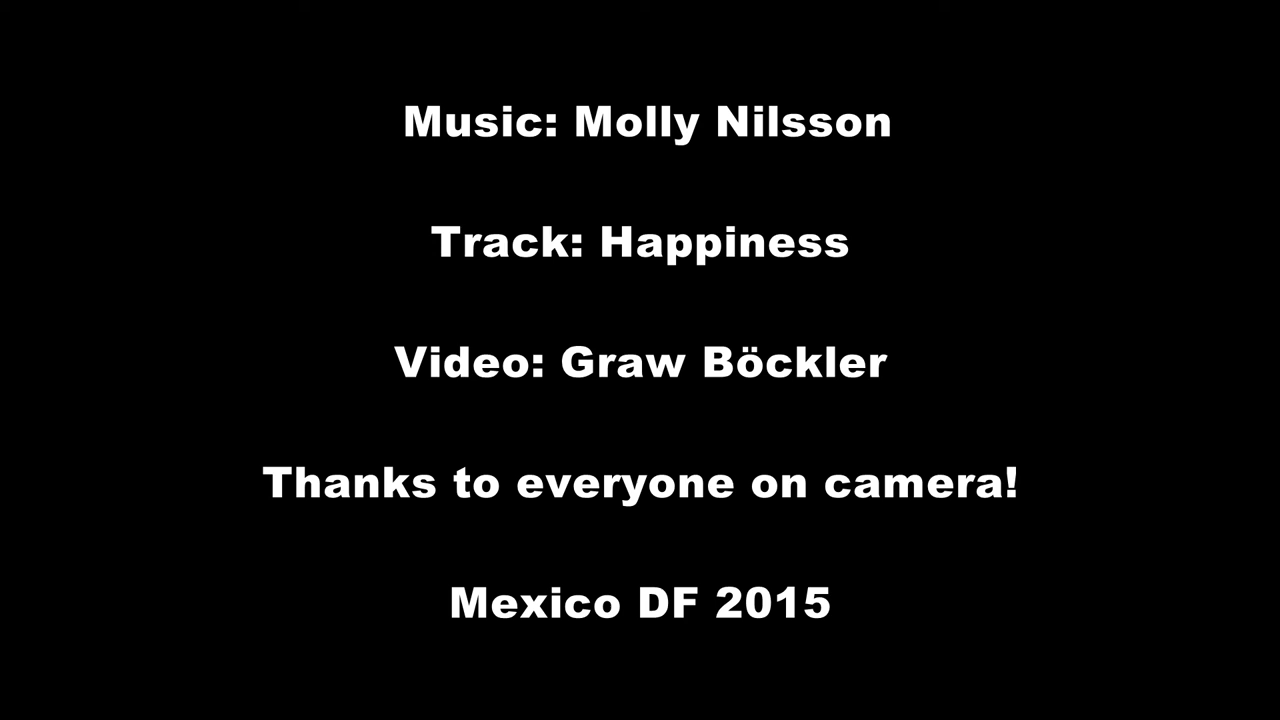 Music: Molly Nilsson
Track: Happiness
Video: Graw Böckler
Thanks to everyone on camera!
Mexico DF 2015